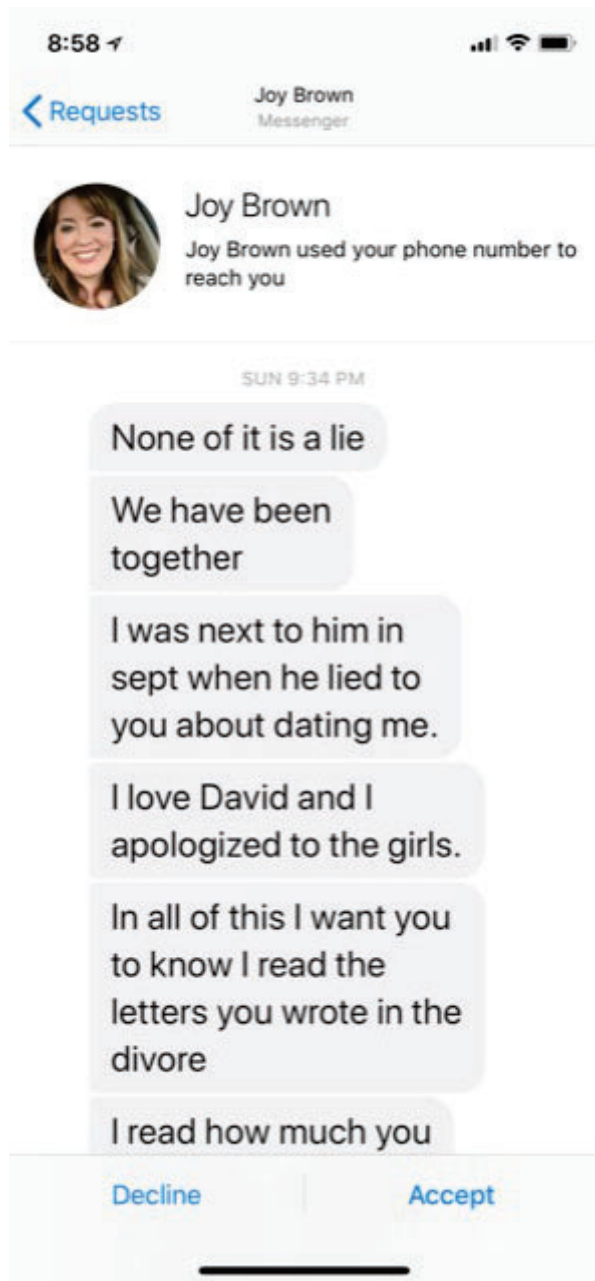 8:58
Requests
Joy Brown
Messenger
Joy Brown
Joy Brown used your phone number to
reach you
SUN 9:34 PM
None of it is a lie
We have been
together
I was next to him in
sept when he lied to
you about dating me.
I love David and I
apologized to the girls.
In all of this I want you
to know I read the
letters you wrote in the
divore
I read how much you
Decline
Accept